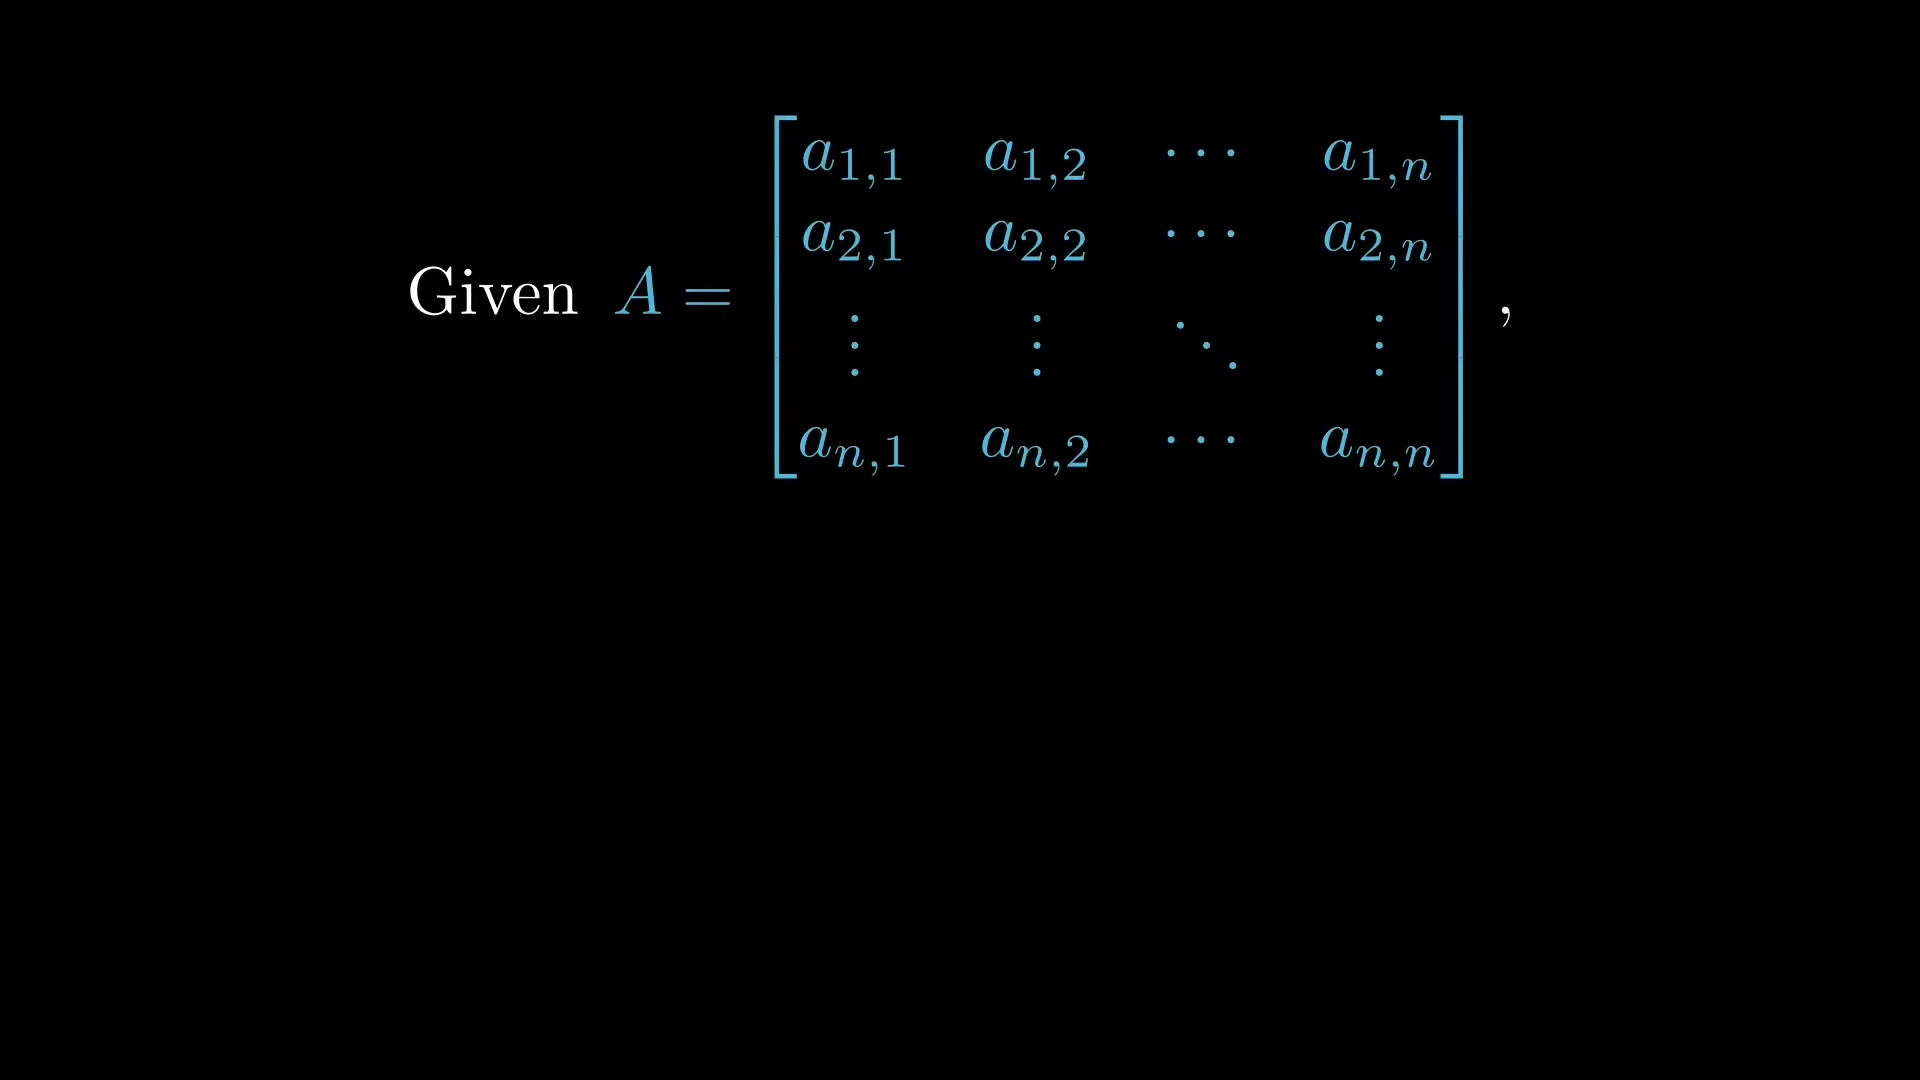 Given A = [ a_{1,1} a_{1,2} ⋯ a_{1,n}
a_{2,1} a_{2,2} ⋯ a_{2,n}
⋮ ⋮ ⋱ ⋮
a_{n,1} a_{n,2} ⋯ a_{n,n} ] ,